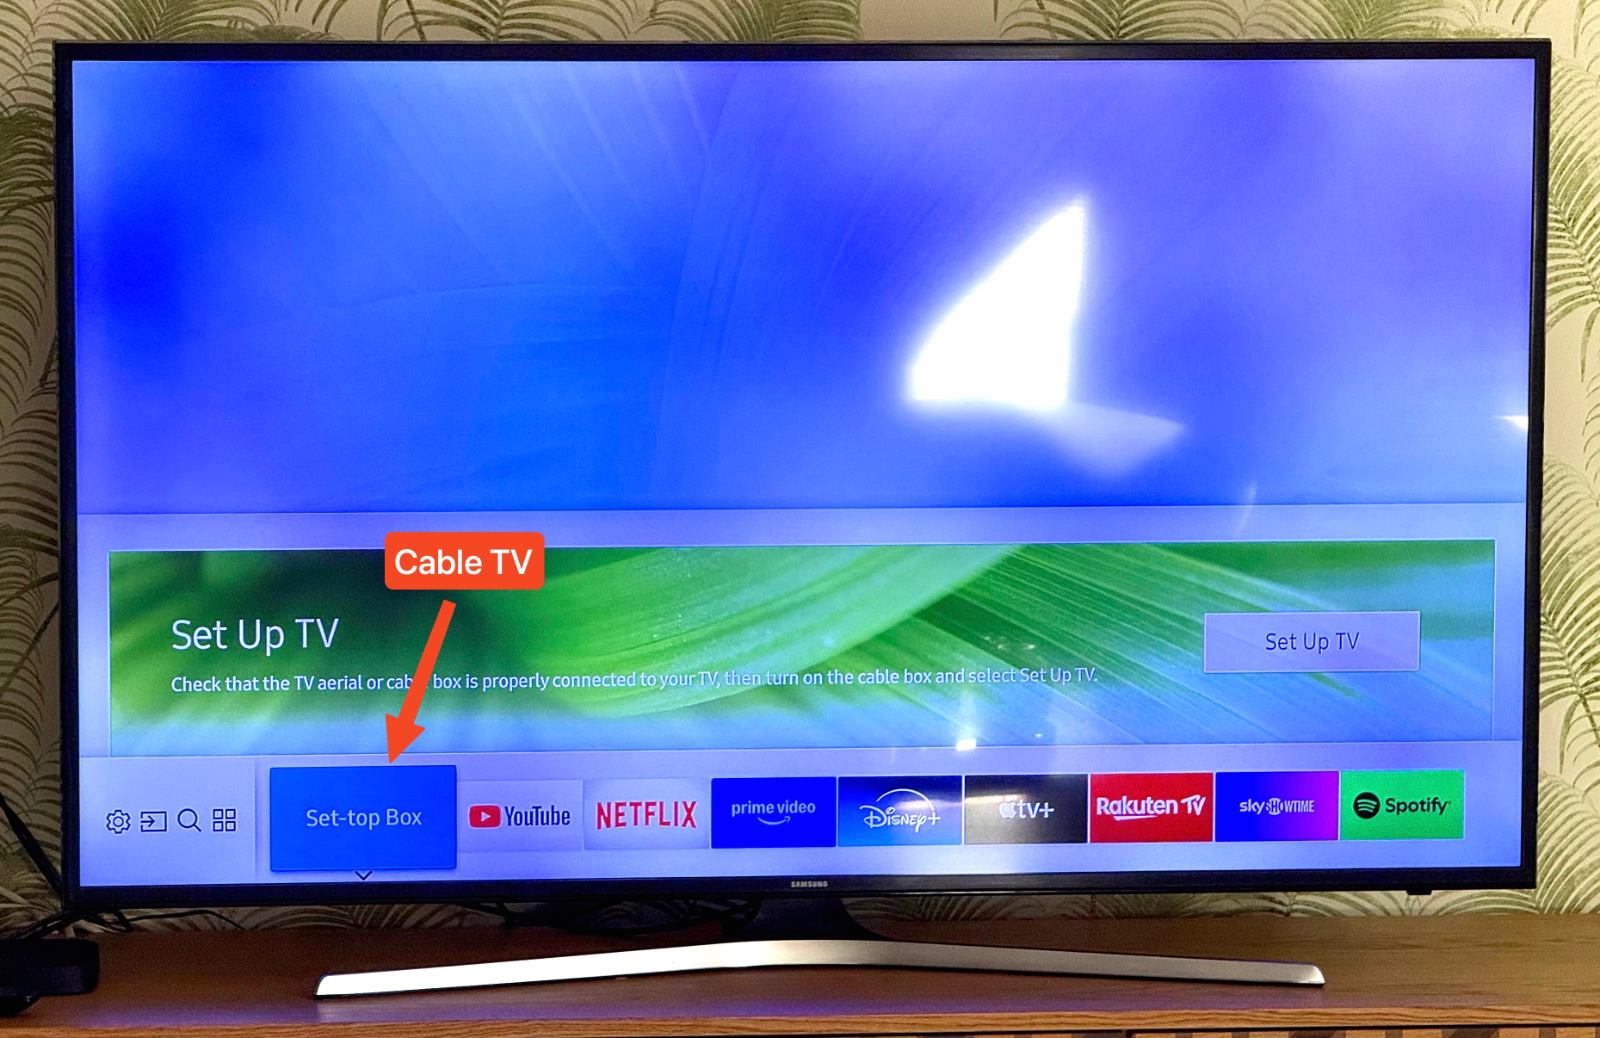 Cable TV
Set Up TV
Check that the TV aerial or cable box is properly connected to your TV, then turn on the cable box and select Set Up TV.
Set Up TV
Set-top Box
YouTube
NETFLIX
prime video
Disney+
tv+
Rakuten TV
sky SHOWTIME
Spotify
SAMSUNG